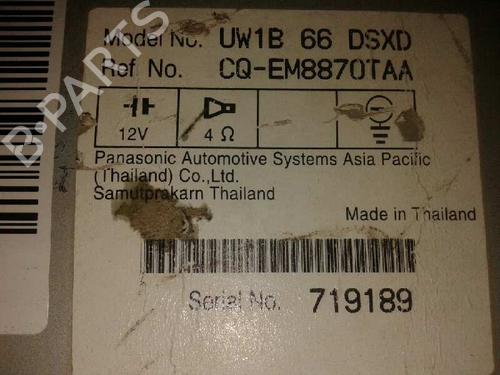 Model No. UW1B 66 DSXD
Ref No. CQ-EM8870TAA
12V
4 Ω
Panasonic Automotive Systems Asia Pacific
(Thailand) Co.,Ltd.
Samutprakarn Thailand
Made in Thailand
Serial No. 719189
B-PARTS